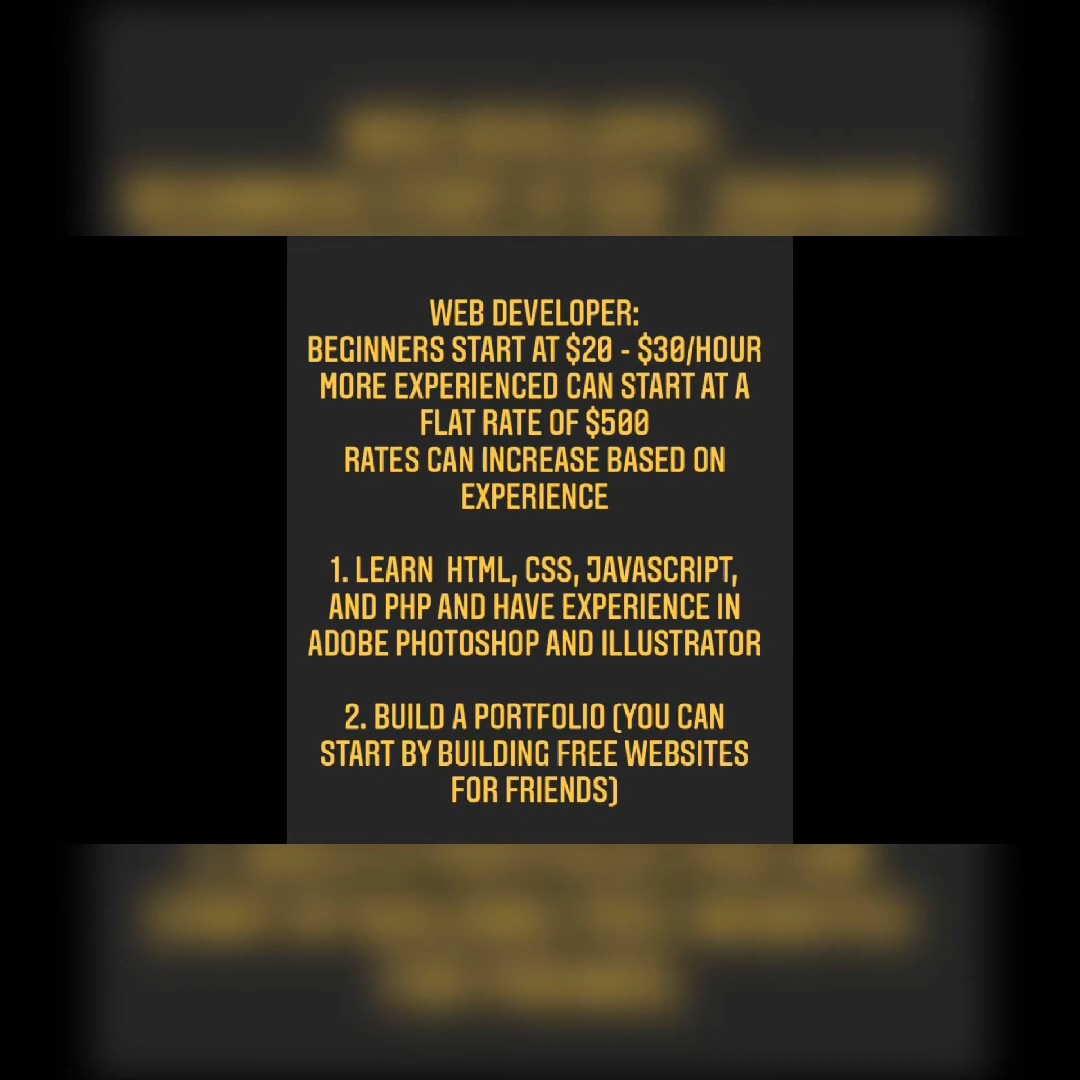 WEB DEVELOPER:
BEGINNERS START AT $20 - $30/HOUR
MORE EXPERIENCED CAN START AT A
FLAT RATE OF $500
RATES CAN INCREASE BASED ON
EXPERIENCE
1. LEARN HTML, CSS, JAVASCRIPT,
AND PHP AND HAVE EXPERIENCE IN
ADOBE PHOTOSHOP AND ILLUSTRATOR
2. BUILD A PORTFOLIO (YOU CAN
START BY BUILDING FREE WEBSITES
FOR FRIENDS)